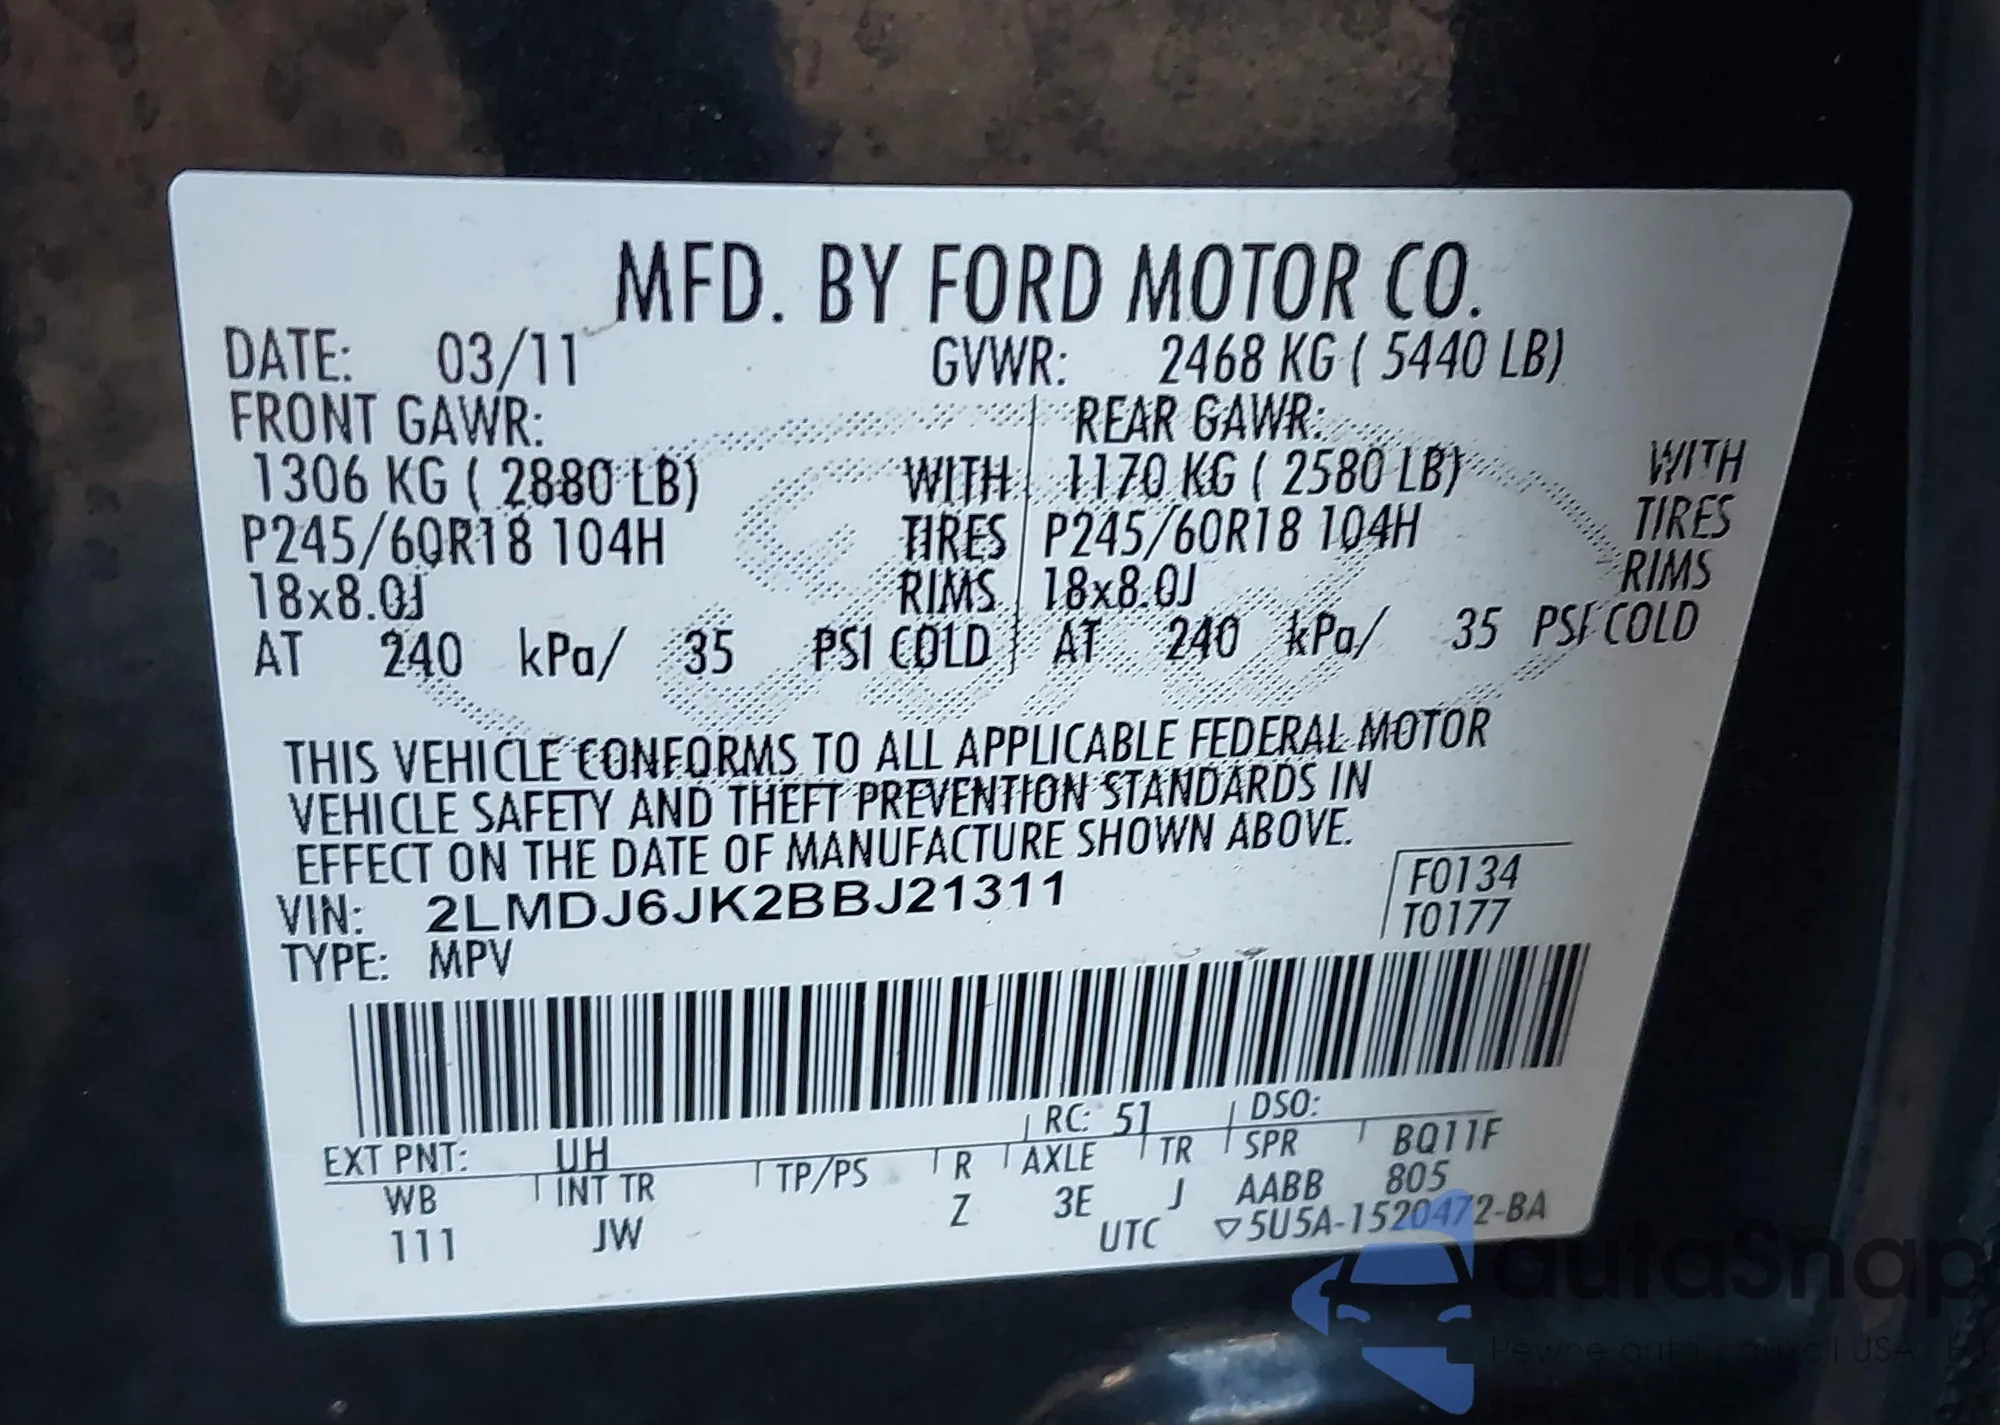 MFD. BY FORD MOTOR CO.
DATE: 03/11 GVWR: 2468 KG ( 5440 LB)
FRONT GAWR: REAR GAWR:
1306 KG ( 2880 LB) WITH 1170 KG ( 2580 LB) WITH
P245/60R18 104H TIRES P245/60R18 104H TIRES
18x8.0J RIMS 18x8.0J RIMS
AT 240 kPa/ 35 PSI COLD AT 240 kPa/ 35 PSI COLD
THIS VEHICLE CONFORMS TO ALL APPLICABLE FEDERAL MOTOR
VEHICLE SAFETY AND THEFT PREVENTION STANDARDS IN
EFFECT ON THE DATE OF MANUFACTURE SHOWN ABOVE.
VIN: 2LMDJ6JK2BBJ21311 F0134
TYPE: MPV T0177
RC: 51 DSO:
EXT PNT: UH BQ11F
WB INT TR TP/PS R AXLE TR SPR 805
111 JW Z 3E J AABB
UTC ▽5U5A-1520472-BA
autaSnap
Pewne auta USA